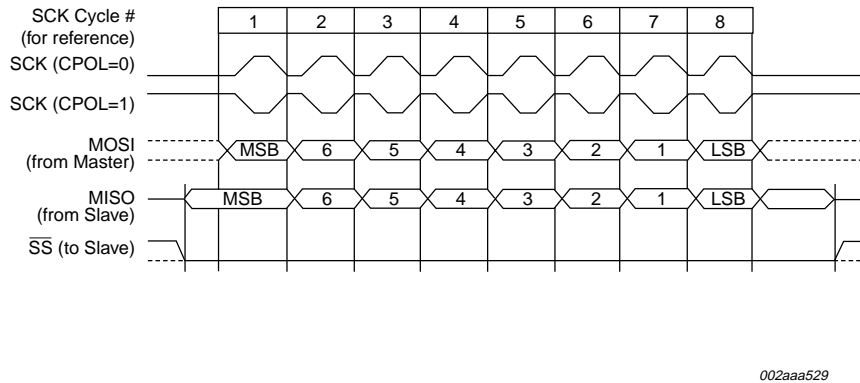 SCK Cycle #
(for reference)
1 2 3 4 5 6 7 8
SCK (CPOL=0)
SCK (CPOL=1)
MOSI
(from Master)
MSB 6 5 4 3 2 1 LSB
MISO
(from Slave)
MSB 6 5 4 3 2 1 LSB
SS (to Slave)
002aaa529